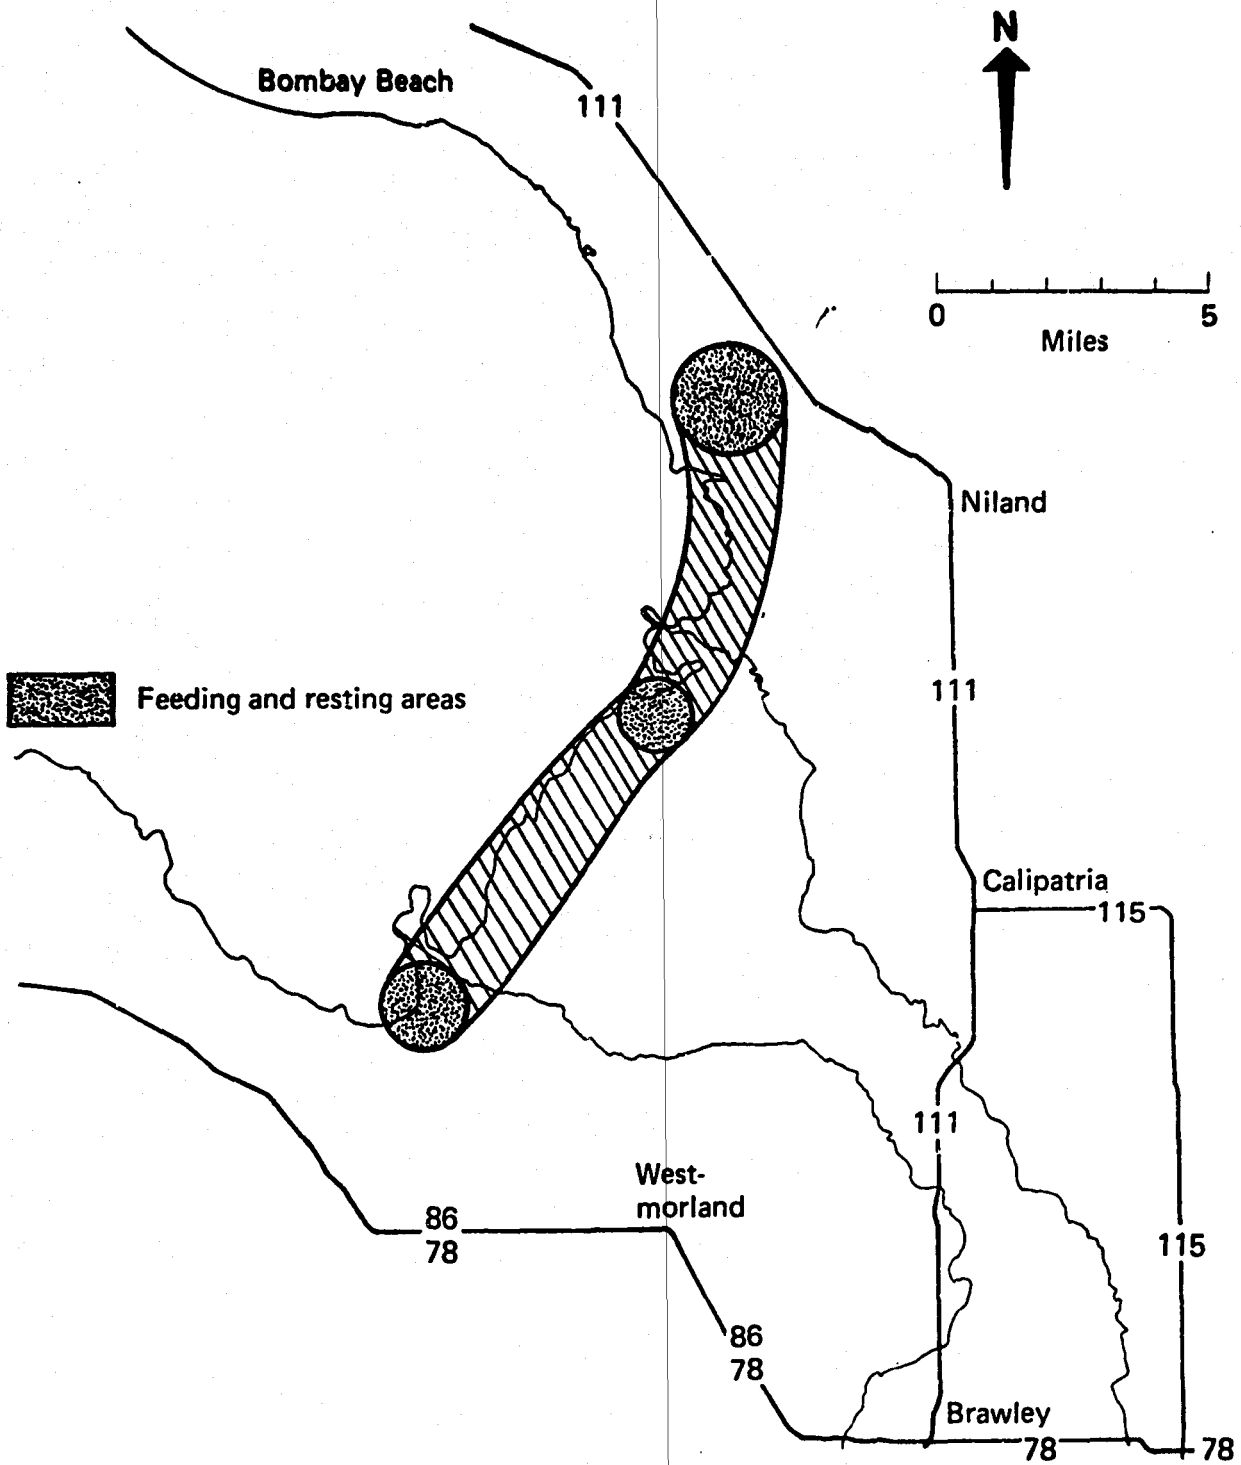 N
Bombay Beach
111
0 5
Miles
Niland
111
Feeding and resting areas
Calipatria
115
111
West-
morland
86
78
115
86
78
Brawley
78
78